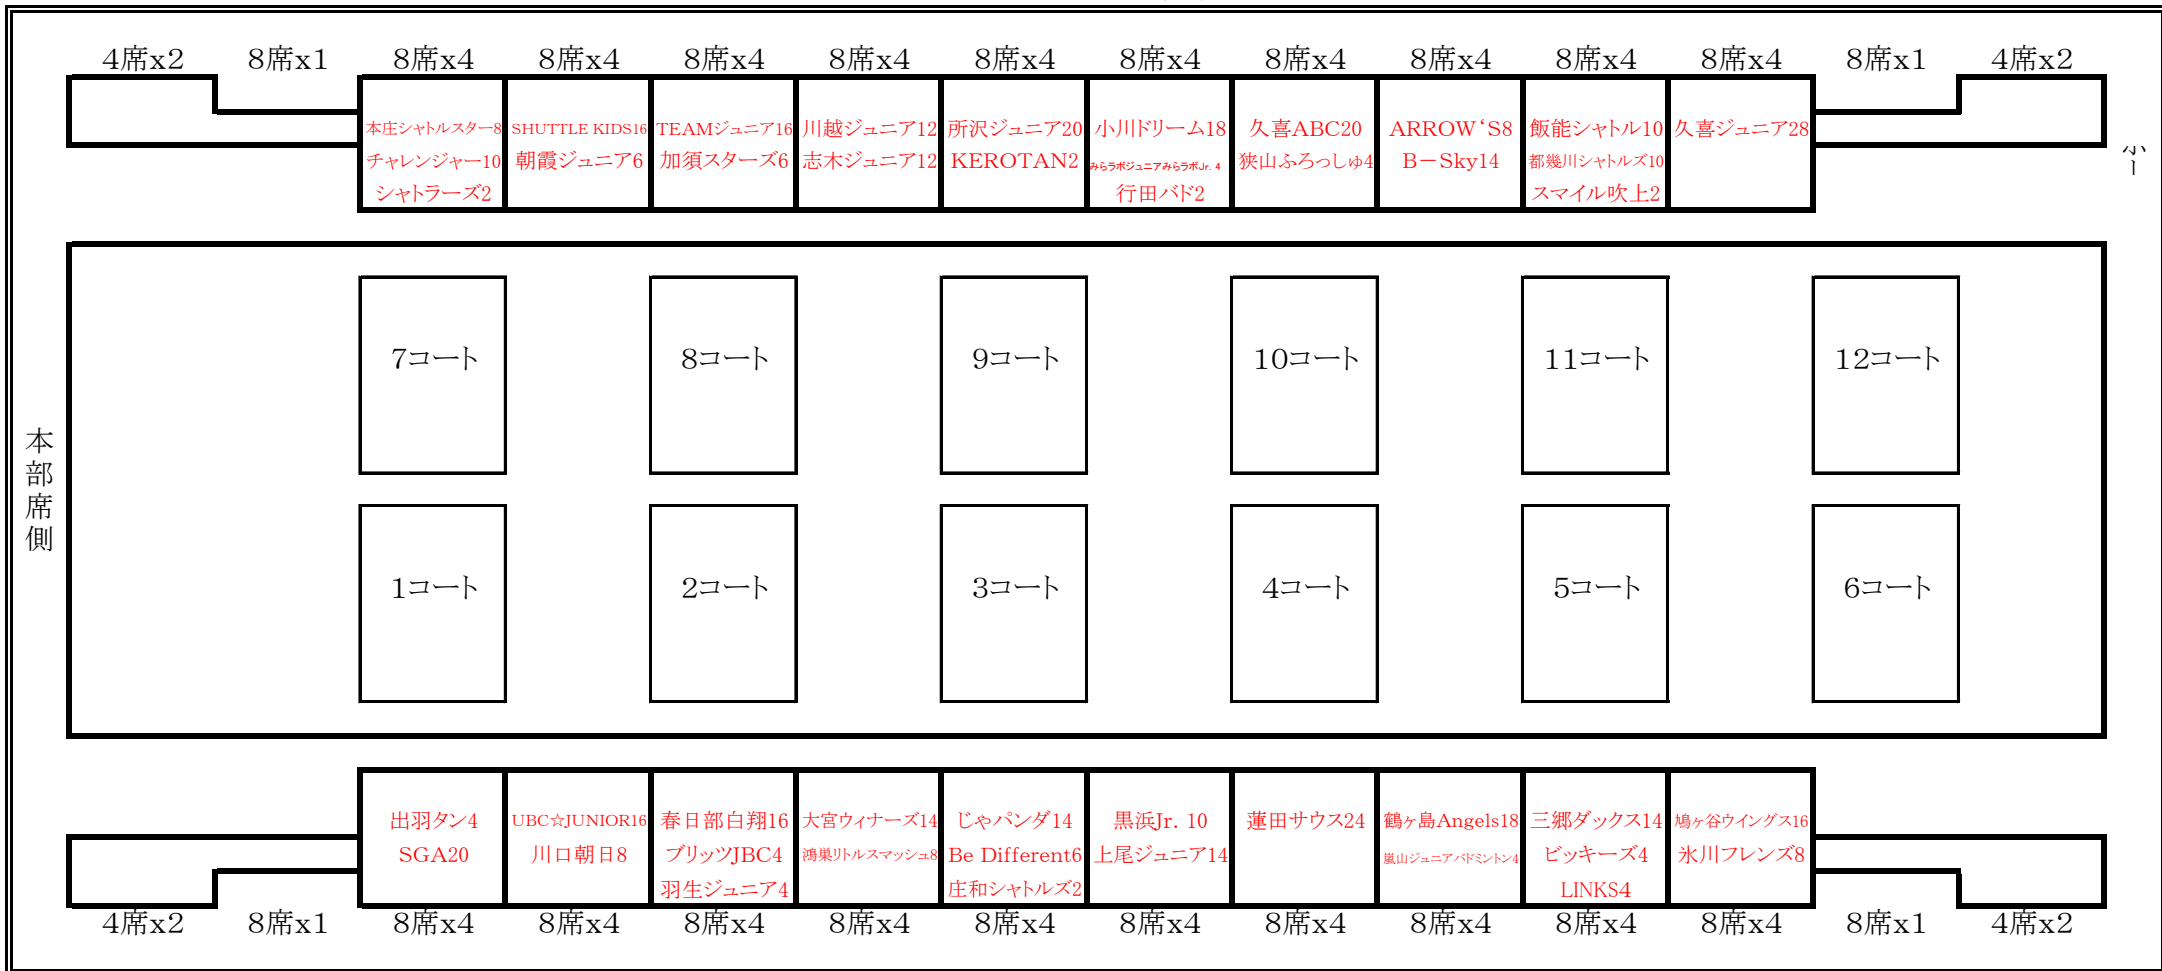 4席x2 8席x1 8席x4 8席x4 8席x4 8席x4 8席x4 8席x4 8席x4 8席x4 8席x4 8席x4 8席x1 4席x2
本庄シャトルスター8
チャレンジャー10
シャトラーズ2
SHUTTLE KIDS16
朝霞ジュニア6
TEAMジュニア16
加須スターズ6
川越ジュニア12
志木ジュニア12
所沢ジュニア20
KEROTAN2
小川ドリーム18
みらラボジュニアみらラボJr. 4
行田バド2
久喜ABC20
狭山ふろっしゅ4
ARROW‘S8
B－Sky14
飯能シャトル10
都幾川シャトルズ10
スマイル吹上2
久喜ジュニア28
本部席側
7コート 8コート 9コート 10コート 11コート 12コート
1コート 2コート 3コート 4コート 5コート 6コート
出羽タン4
SGA20
UBC☆JUNIOR16
川口朝日8
春日部白翔16
ブリッツJBC4
羽生ジュニア4
大宮ウィナーズ14
鴻巣リトルスマッシュ8
じゃパンダ14
Be Different6
庄和シャトルズ2
黒浜Jr. 10
上尾ジュニア14
蓮田サウス24
鶴ヶ島Angels18
嵐山ジュニアバドミントン4
三郷ダックス14
ビッキーズ4
LINKS4
鳩ヶ谷ウイングス16
氷川フレンズ8
4席x2 8席x1 8席x4 8席x4 8席x4 8席x4 8席x4 8席x4 8席x4 8席x4 8席x4 8席x4 8席x1 4席x2